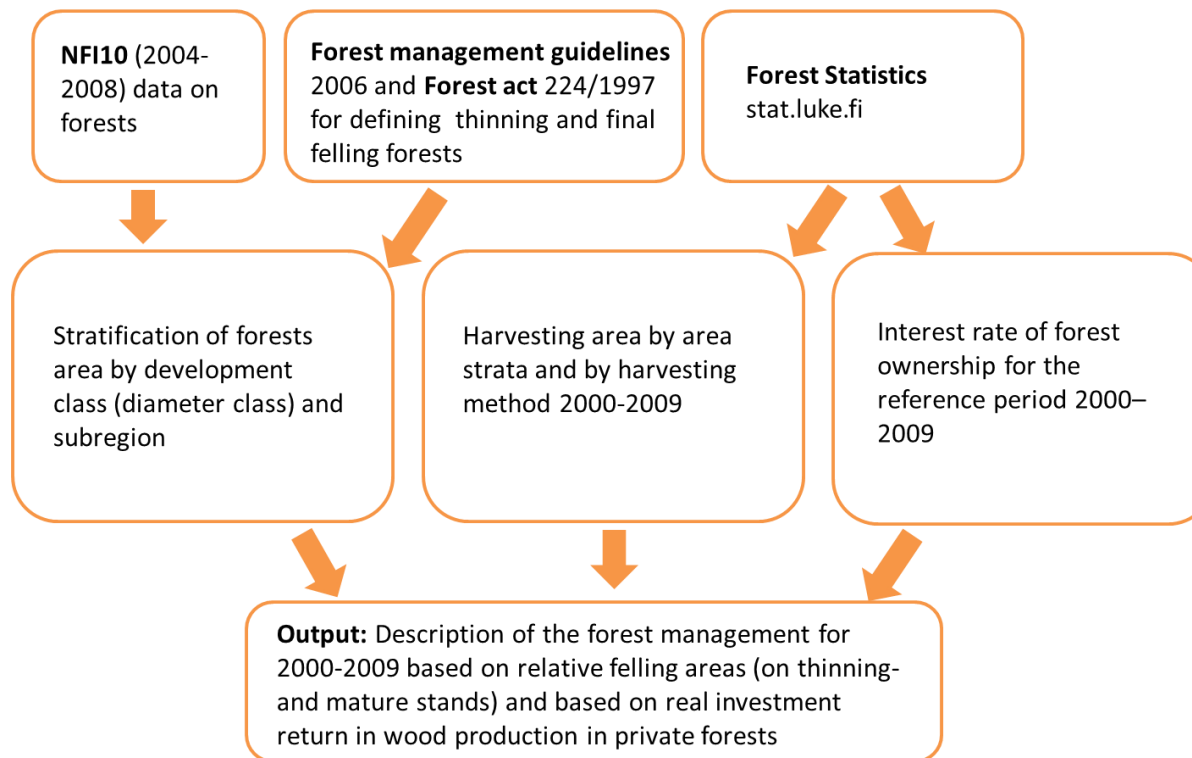 NFI10 (2004-
2008) data on
forests
Forest management guidelines
2006 and Forest act 224/1997
for defining thinning and final
felling forests
Forest Statistics
stat.luke.fi
Stratification of forests
area by development
class (diameter class) and
subregion
Harvesting area by area
strata and by harvesting
method 2000-2009
Interest rate of forest
ownership for the
reference period 2000–
2009
Output: Description of the forest management for
2000-2009 based on relative felling areas (on thinning-
and mature stands) and based on real investment
return in wood production in private forests